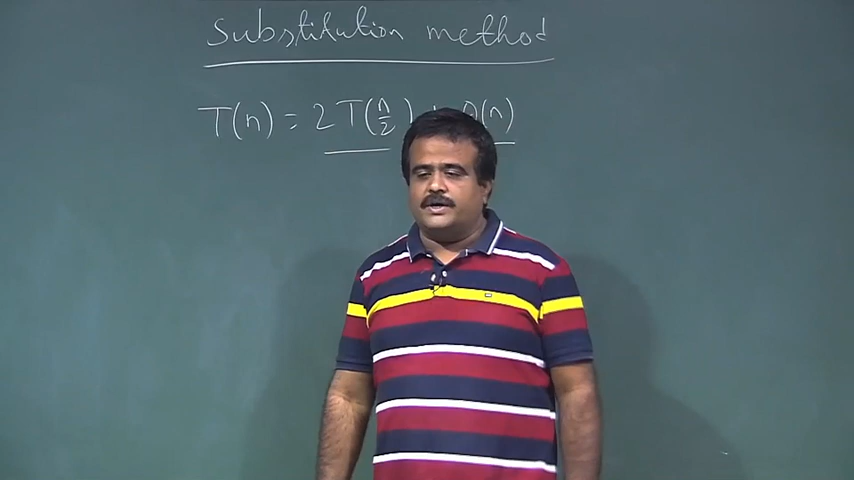 Substitution method
T(n) = 2T(n/2) + (n)